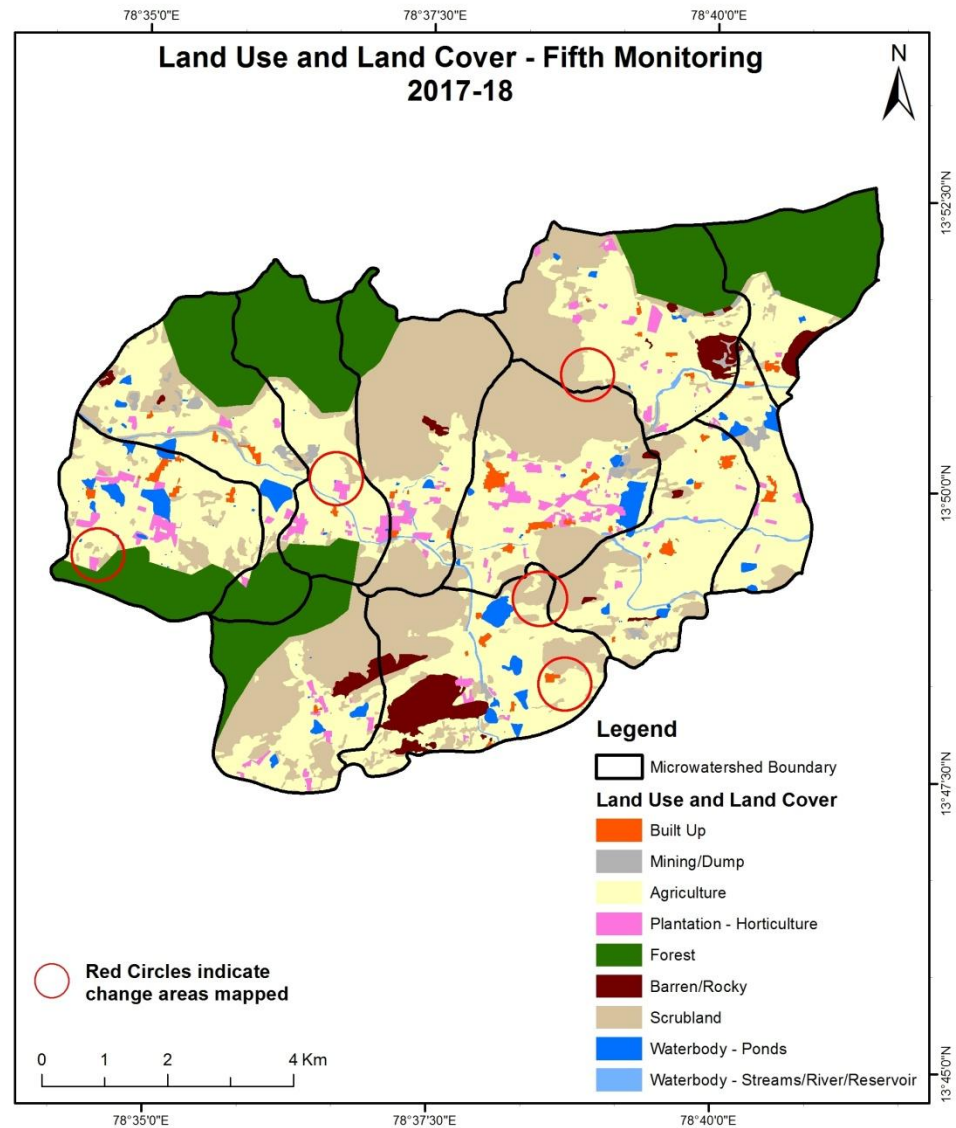 78°35'0"E
78°37'30"E
78°40'0"E
Land Use and Land Cover - Fifth Monitoring
2017-18
N
13°52'30"N
13°50'0"N
13°47'30"N
13°45'0"N
Legend
Microwatershed Boundary
Land Use and Land Cover
Built Up
Mining/Dump
Agriculture
Plantation - Horticulture
Forest
Barren/Rocky
Scrubland
Waterbody - Ponds
Waterbody - Streams/River/Reservoir
Red Circles indicate
change areas mapped
0 1 2 4 Km
78°35'0"E
78°37'30"E
78°40'0"E